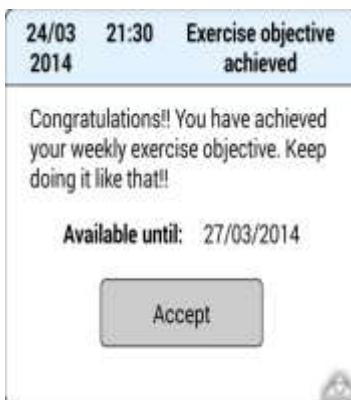 24/03 21:30 Exercise objective
2014 achieved
Congratulations!! You have achieved
your weekly exercise objective. Keep
doing it like that!!
Available until: 27/03/2014
Accept